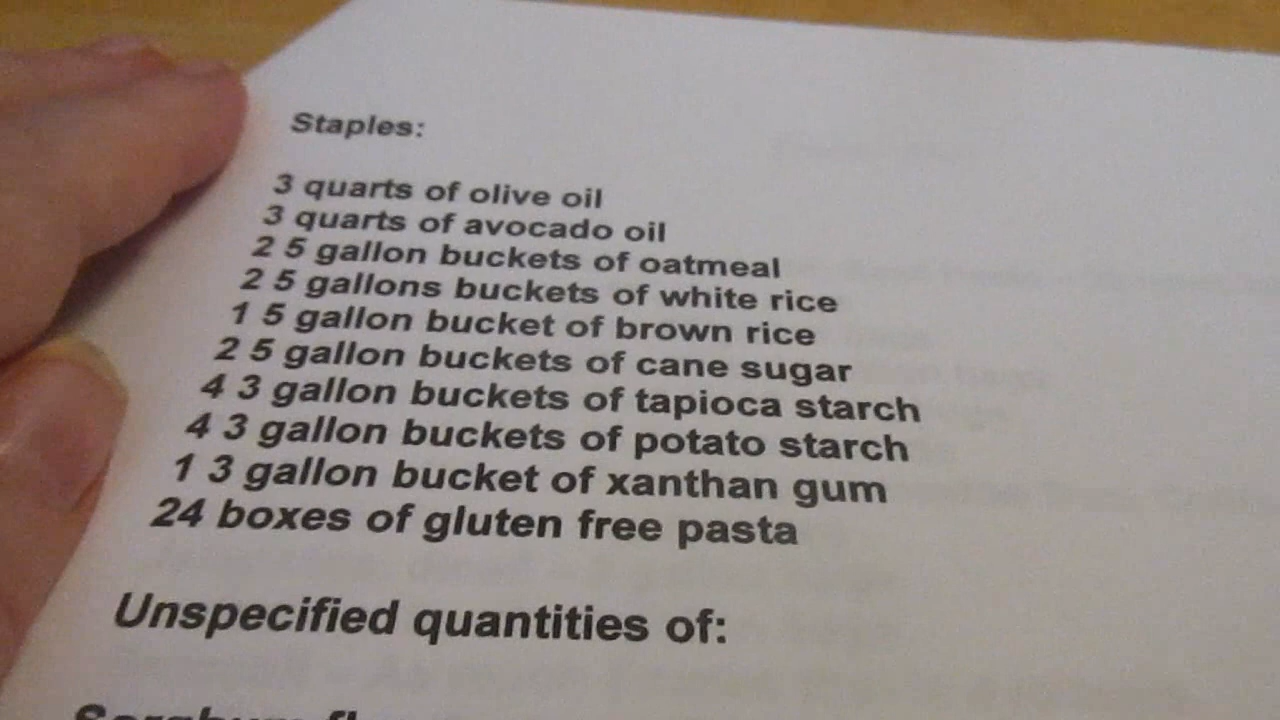 Staples:
3 quarts of olive oil
3 quarts of avocado oil
2 5 gallon buckets of oatmeal
2 5 gallons buckets of white rice
1 5 gallon bucket of brown rice
2 5 gallon buckets of cane sugar
4 3 gallon buckets of tapioca starch
4 3 gallon buckets of potato starch
1 3 gallon bucket of xanthan gum
24 boxes of gluten free pasta
Unspecified quantities of:
Sorghum